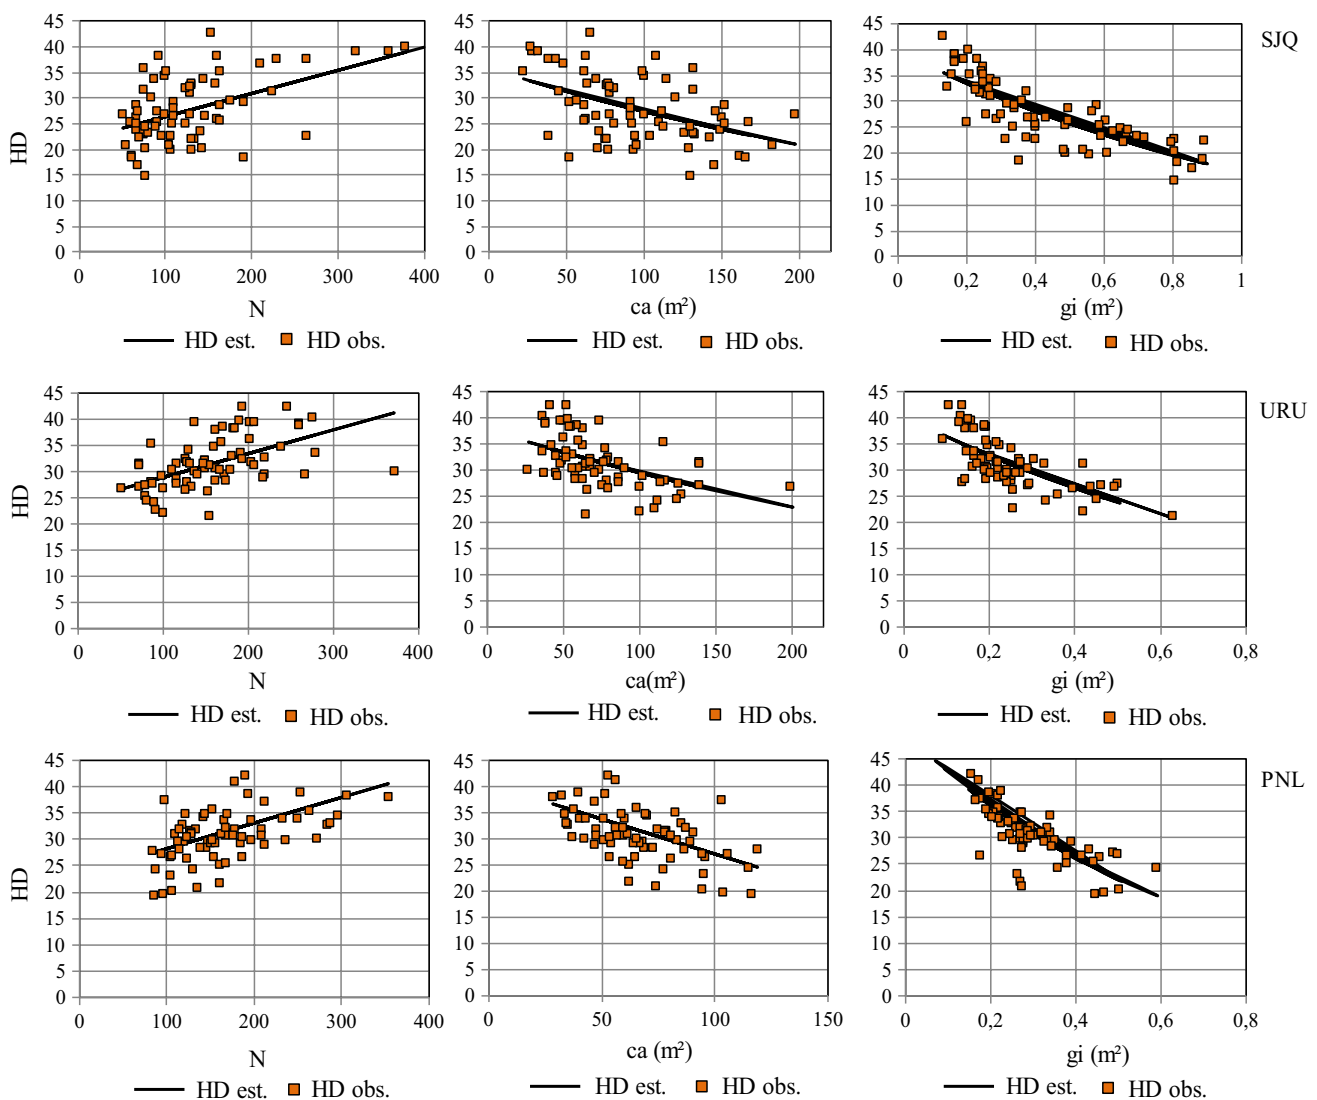 45 45 45 SJQ
40 40 40
35 35 35
30 30 30
HD 25 25 25
20 20 20
15 15 15
10 10 10
5 5 5
0 0 0
0 100 200 300 400 0 50 100 150 200 0 0,2 0,4 0,6 0,8 1
N ca (m²) gi (m²)
HD est. HD obs. HD est. HD obs. HD est. HD obs.
45 45 45 URU
40 40 40
35 35 35
30 30 30
HD 25 25 25
20 20 20
15 15 15
10 10 10
5 5 5
0 0 0
0 100 200 300 400 0 50 100 150 200 0 0,2 0,4 0,6 0,8
N ca(m²) gi (m²)
HD est. HD obs. HD est. HD obs. HD est. HD obs.
45 45 45 PNL
40 40 40
35 35 35
30 30 30
HD 25 25 25
20 20 20
15 15 15
10 10 10
5 5 5
0 0 0
0 100 200 300 400 0 50 100 150 0 0,2 0,4 0,6 0,8
N ca (m²) gi (m²)
HD est. HD obs. HD est. HD obs. HD est. HD obs.